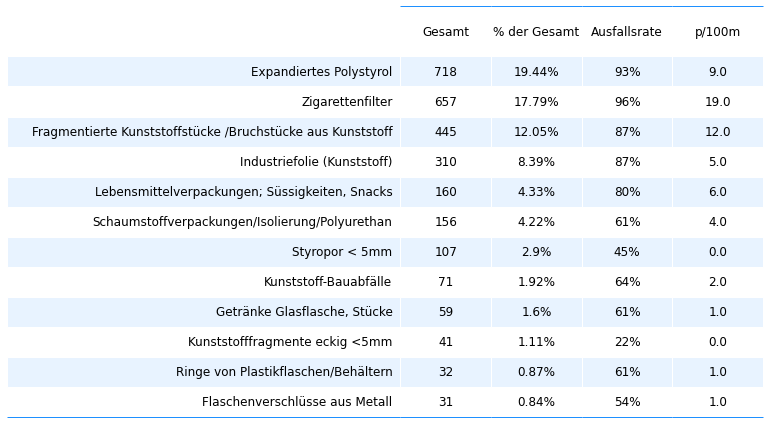 Gesamt % der Gesamt Ausfallsrate p/100m
Expandiertes Polystyrol 718 19.44% 93% 9.0
Zigarettenfilter 657 17.79% 96% 19.0
Fragmentierte Kunststoffstücke /Bruchstücke aus Kunststoff 445 12.05% 87% 12.0
Industriefolie (Kunststoff) 310 8.39% 87% 5.0
Lebensmittelverpackungen; Süssigkeiten, Snacks 160 4.33% 80% 6.0
Schaumstoffverpackungen/Isolierung/Polyurethan 156 4.22% 61% 4.0
Styropor < 5mm 107 2.9% 45% 0.0
Kunststoff-Bauabfälle 71 1.92% 64% 2.0
Getränke Glasflasche, Stücke 59 1.6% 61% 1.0
Kunststofffragmente eckig <5mm 41 1.11% 22% 0.0
Ringe von Plastikflaschen/Behältern 32 0.87% 61% 1.0
Flaschenverschlüsse aus Metall 31 0.84% 54% 1.0